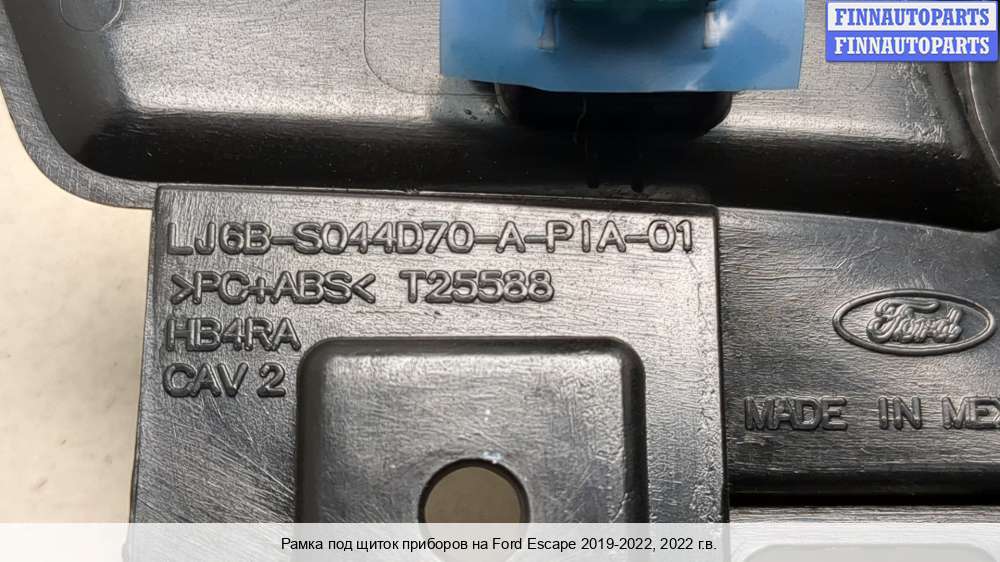 FINNAUTOPARTS
FINNAUTOPARTS
LJ6B-S044D70-A-PIA-01
>PC+ABS< T25588
HB4RA
CAV 2
Ford
MADE IN MEX
Рамка под щиток приборов на Ford Escape 2019-2022, 2022 г.в.